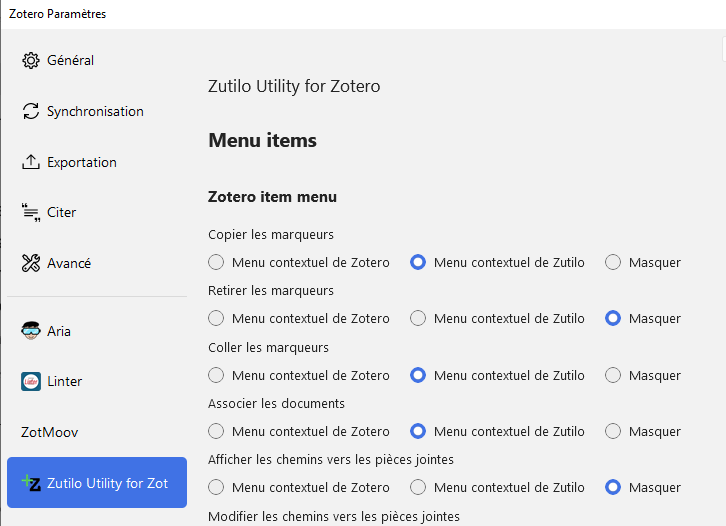 Zotero Paramètres
Général
Synchronisation
Exportation
Citer
Avancé
Aria
Linter
ZotMoov
Zutilo Utility for Zot
Zutilo Utility for Zotero
Menu items
Zotero item menu
Copier les marqueurs
Menu contextuel de Zotero Menu contextuel de Zutilo Masquer
Retirer les marqueurs
Menu contextuel de Zotero Menu contextuel de Zutilo Masquer
Coller les marqueurs
Menu contextuel de Zotero Menu contextuel de Zutilo Masquer
Associer les documents
Menu contextuel de Zotero Menu contextuel de Zutilo Masquer
Afficher les chemins vers les pièces jointes
Menu contextuel de Zotero Menu contextuel de Zutilo Masquer
Modifier les chemins vers les pièces jointes